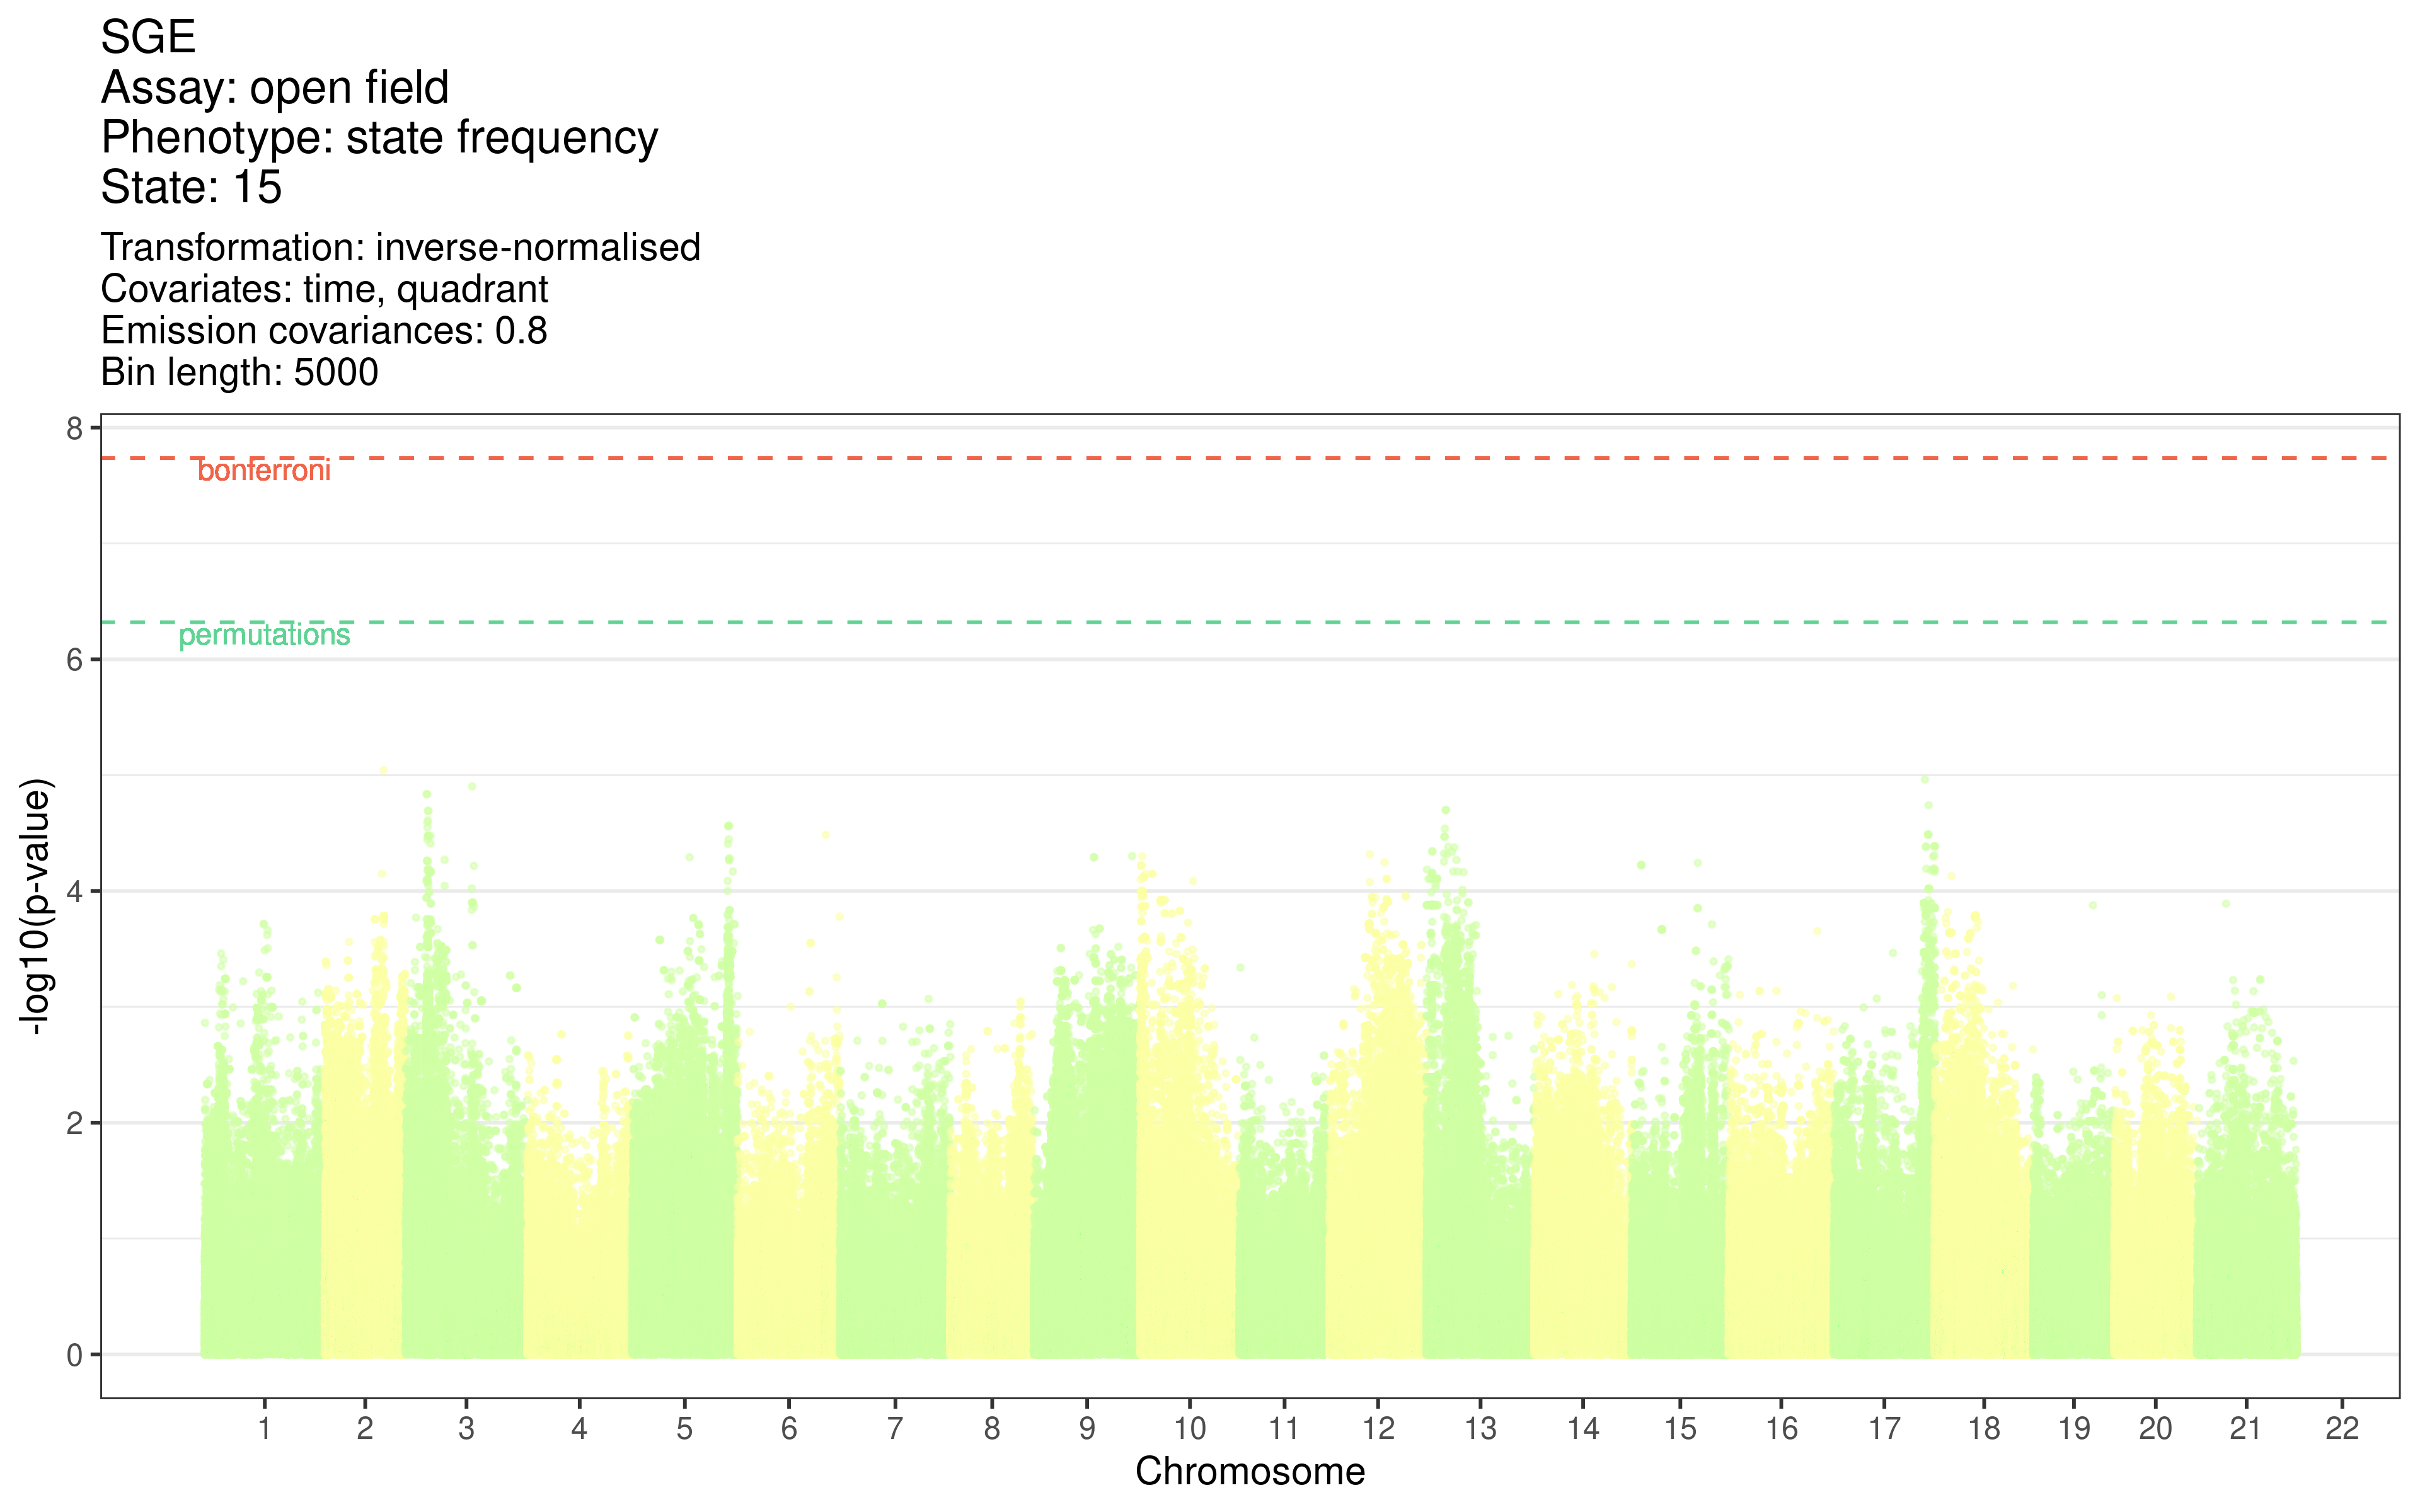 SGE
Assay: open field
Phenotype: state frequency
State: 15
Transformation: inverse-normalised
Covariates: time, quadrant
Emission covariances: 0.8
Bin length: 5000
8
bonferroni
permutations
6
4
2
0
-log10(p-value)
1 2 3 4 5 6 7 8 9 10 11 12 13 14 15 16 17 18 19 20 21 22
Chromosome